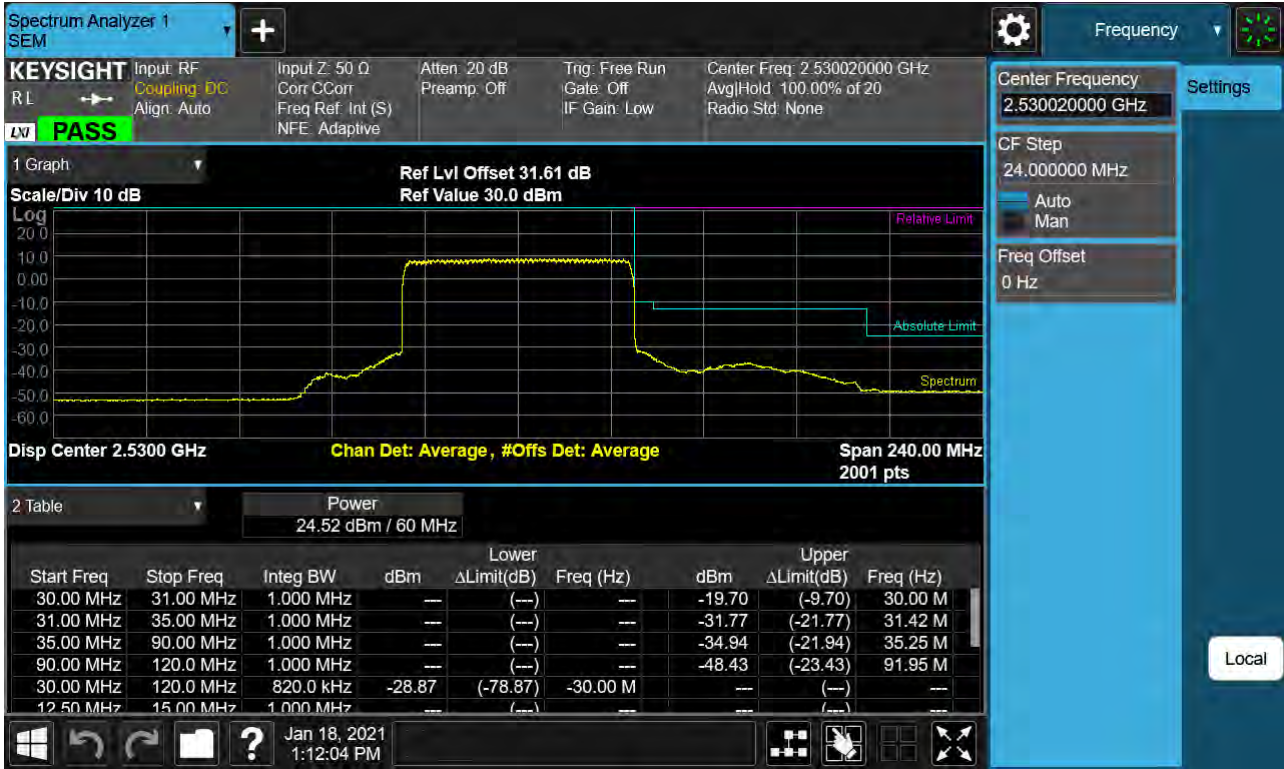 Spectrum Analyzer 1
SEM
Frequency
KEYSIGHT
RL
LXI
PASS
Input: RF
Coupling: DC
Align: Auto
Input Z: 50 Ω
Corr CCorr
Freq Ref: Int (S)
NFE: Adaptive
Atten: 20 dB
Preamp: Off
Trig: Free Run
Gate: Off
IF Gain: Low
Center Freq: 2.530020000 GHz
Avg|Hold: 100.00% of 20
Radio Std: None
Center Frequency
2.530020000 GHz
Settings
CF Step
24.000000 MHz
Auto
Man
Freq Offset
0 Hz
1 Graph
Scale/Div 10 dB
Ref Lvl Offset 31.61 dB
Ref Value 30.0 dBm
Log
20.0
10.0
0.00
-10.0
-20.0
-30.0
-40.0
-50.0
-60.0
Relative Limit
Absolute Limit
Spectrum
Disp Center 2.5300 GHz
Chan Det: Average , #Offs Det: Average
Span 240.00 MHz
2001 pts
2 Table
Power
24.52 dBm / 60 MHz
Lower Upper
Start Freq Stop Freq Integ BW dBm ΔLimit(dB) Freq (Hz) dBm ΔLimit(dB) Freq (Hz)
30.00 MHz 31.00 MHz 1.000 MHz --- (---) --- -19.70 (-9.70) 30.00 M
31.00 MHz 35.00 MHz 1.000 MHz --- (---) --- -31.77 (-21.77) 31.42 M
35.00 MHz 90.00 MHz 1.000 MHz --- (---) --- -34.94 (-21.94) 35.25 M
90.00 MHz 120.0 MHz 1.000 MHz --- (---) --- -48.43 (-23.43) 91.95 M
30.00 MHz 120.0 MHz 820.0 kHz -28.87 (-78.87) -30.00 M --- (---) ---
12.50 MHz 15.00 MHz 1.000 MHz --- (---) --- --- (---) ---
Local
?
Jan 18, 2021
1:12:04 PM